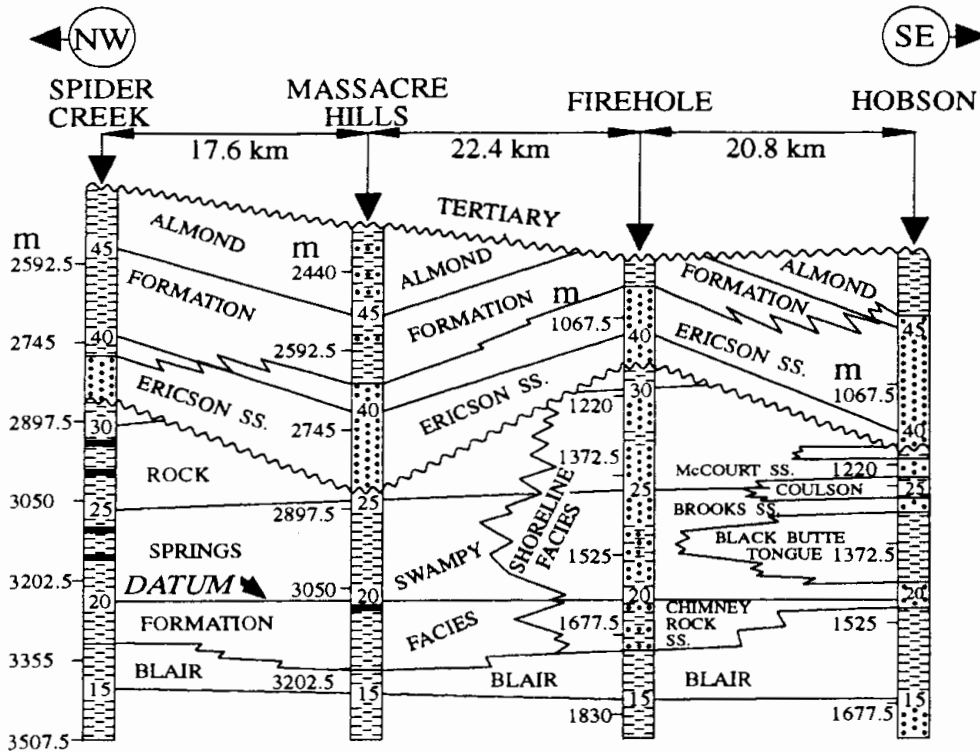 NW
SE
SPIDER
CREEK
MASSACRE
HILLS
FIREHOLE
HOBSON
17.6 km
22.4 km
20.8 km
TERTIARY
ALMOND
FORMATION
ERICSON SS.
ROCK
SPRINGS
DATUM
FORMATION
BLAIR
m
2592.5
2745
2897.5
3050
3202.5
3355
3507.5
45
40
30
25
20
15
m
2440
2592.5
2745
2897.5
3050
3202.5
45
40
25
20
15
ALMOND
FORMATION
ERICSON SS.
SWAMPY
FACIES
SHORELINE
FACIES
BLAIR
m
1067.5
1220
1372.5
1525
1677.5
1830
40
30
25
20
15
ALMOND
FORMATION
ERICSON SS.
McCOURT SS.
COULSON
BROOKS SS.
BLACK BUTTE
TONGUE
CHIMNEY
ROCK
SS.
BLAIR
m
1067.5
1220
1372.5
1525
1677.5
45
40
25
20